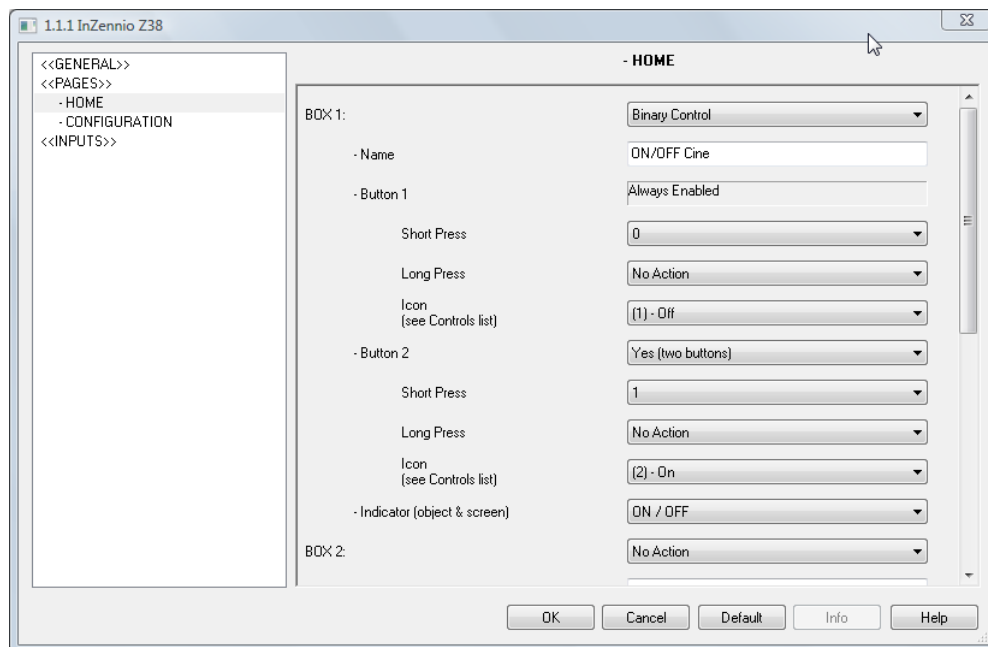 1.1.1 InZennio Z38
<<GENERAL>>
<<PAGES>>
- HOME
- CONFIGURATION
<<INPUTS>>
- HOME
BOX 1: Binary Control
- Name ON/OFF Cine
- Button 1 Always Enabled
Short Press 0
Long Press No Action
Icon
(see Controls list) (1) - Off
- Button 2 Yes (two buttons)
Short Press 1
Long Press No Action
Icon
(see Controls list) (2) - On
- Indicator (object & screen) ON / OFF
BOX 2: No Action
OK Cancel Default Info Help